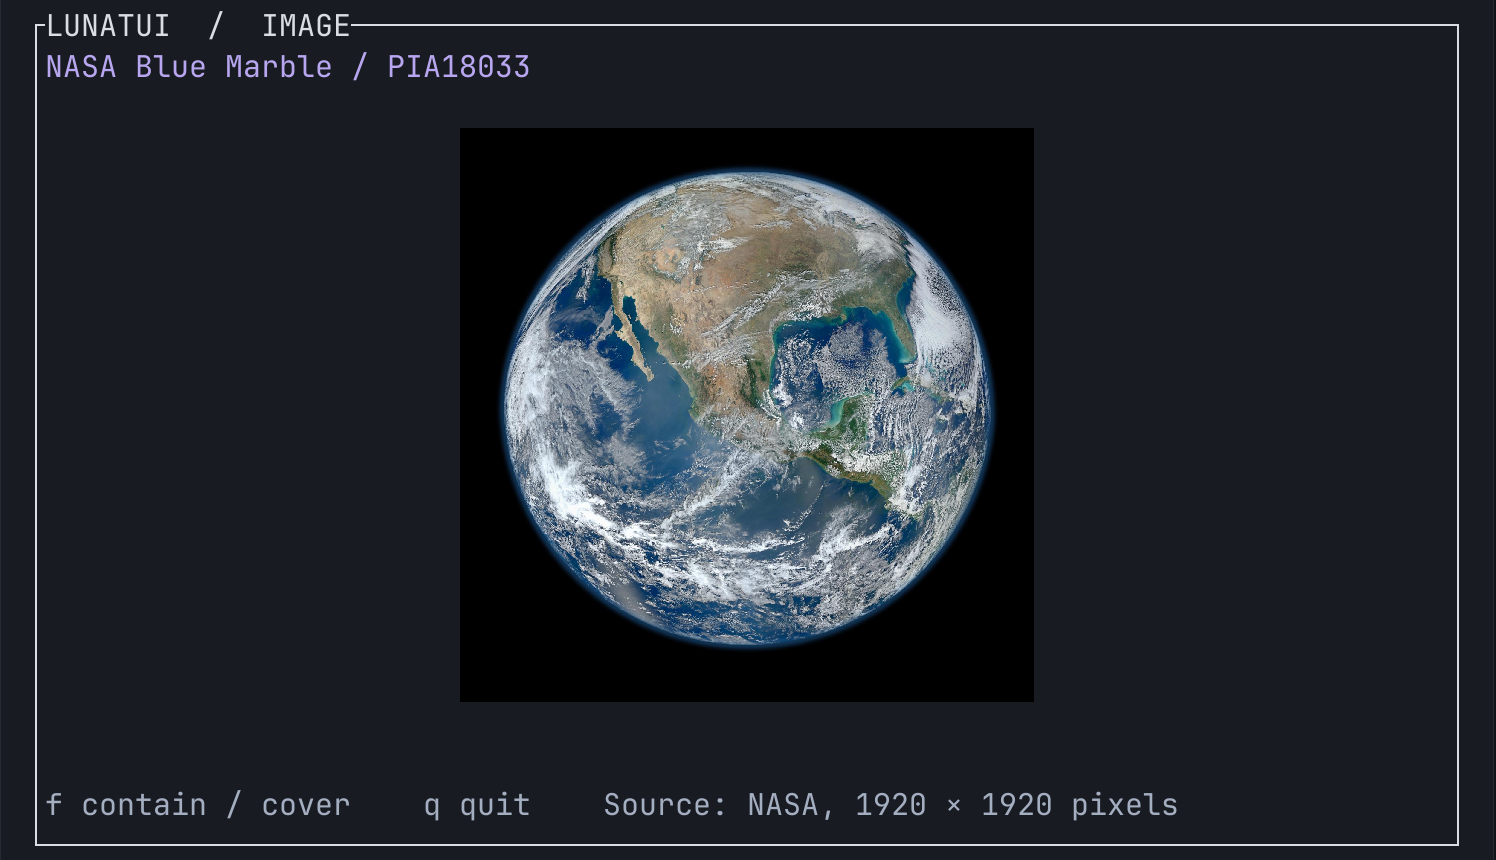 LUNATUI / IMAGE
NASA Blue Marble / PIA18033
f contain / cover q quit Source: NASA, 1920 × 1920 pixels